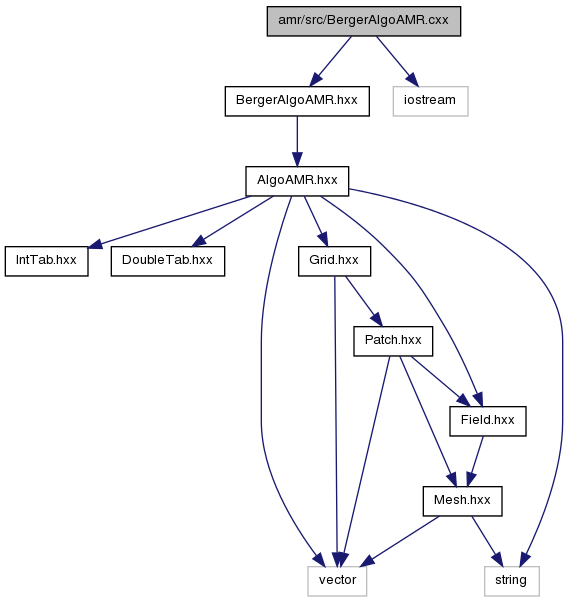 amr/src/BergerAlgoAMR.cxx
BergerAlgoAMR.hxx
iostream
AlgoAMR.hxx
IntTab.hxx
DoubleTab.hxx
Grid.hxx
Patch.hxx
Field.hxx
Mesh.hxx
vector
string